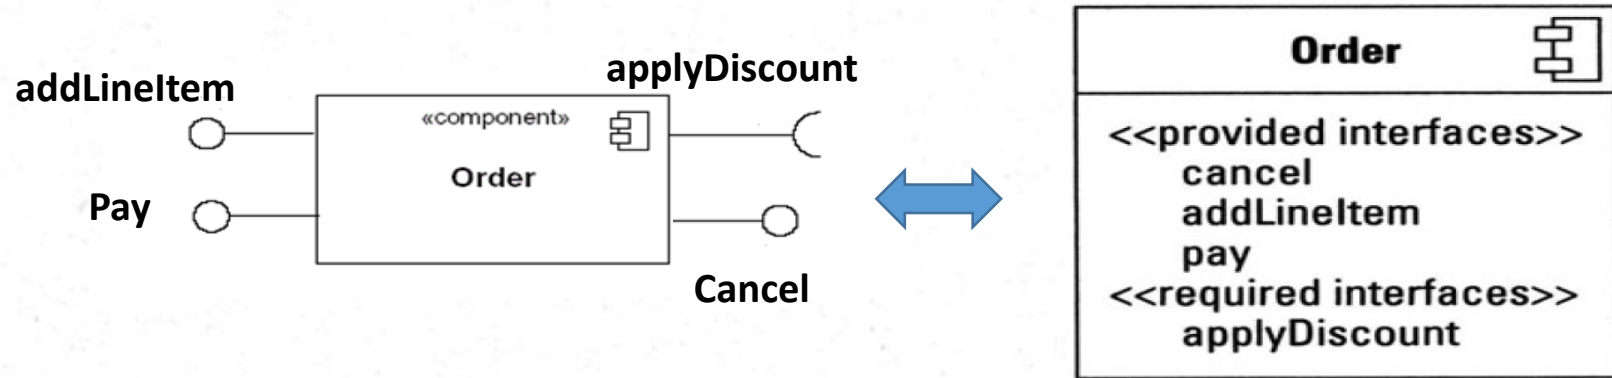 addLineItem
applyDiscount
«component»
Order
Pay
Cancel
Order
<<provided interfaces>>
cancel
addLineItem
pay
<<required interfaces>>
applyDiscount